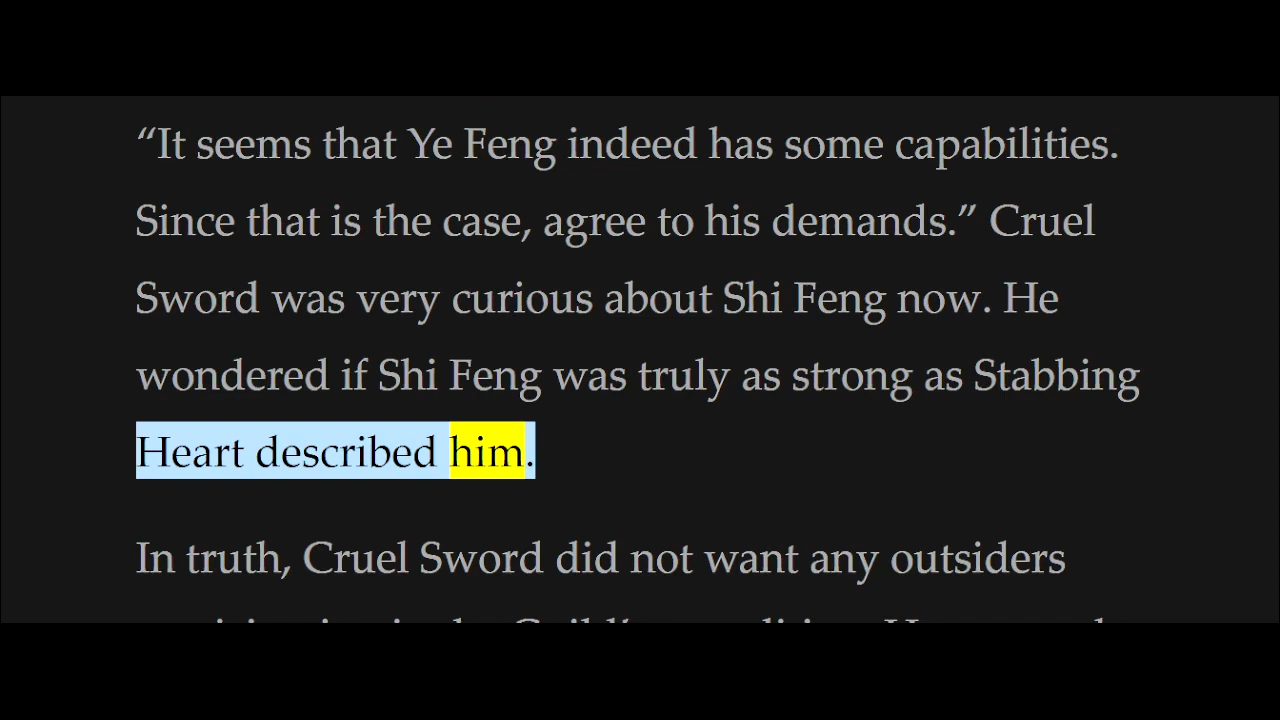 “It seems that Ye Feng indeed has some capabilities.
Since that is the case, agree to his demands.” Cruel
Sword was very curious about Shi Feng now. He
wondered if Shi Feng was truly as strong as Stabbing
Heart described him.
In truth, Cruel Sword did not want any outsiders